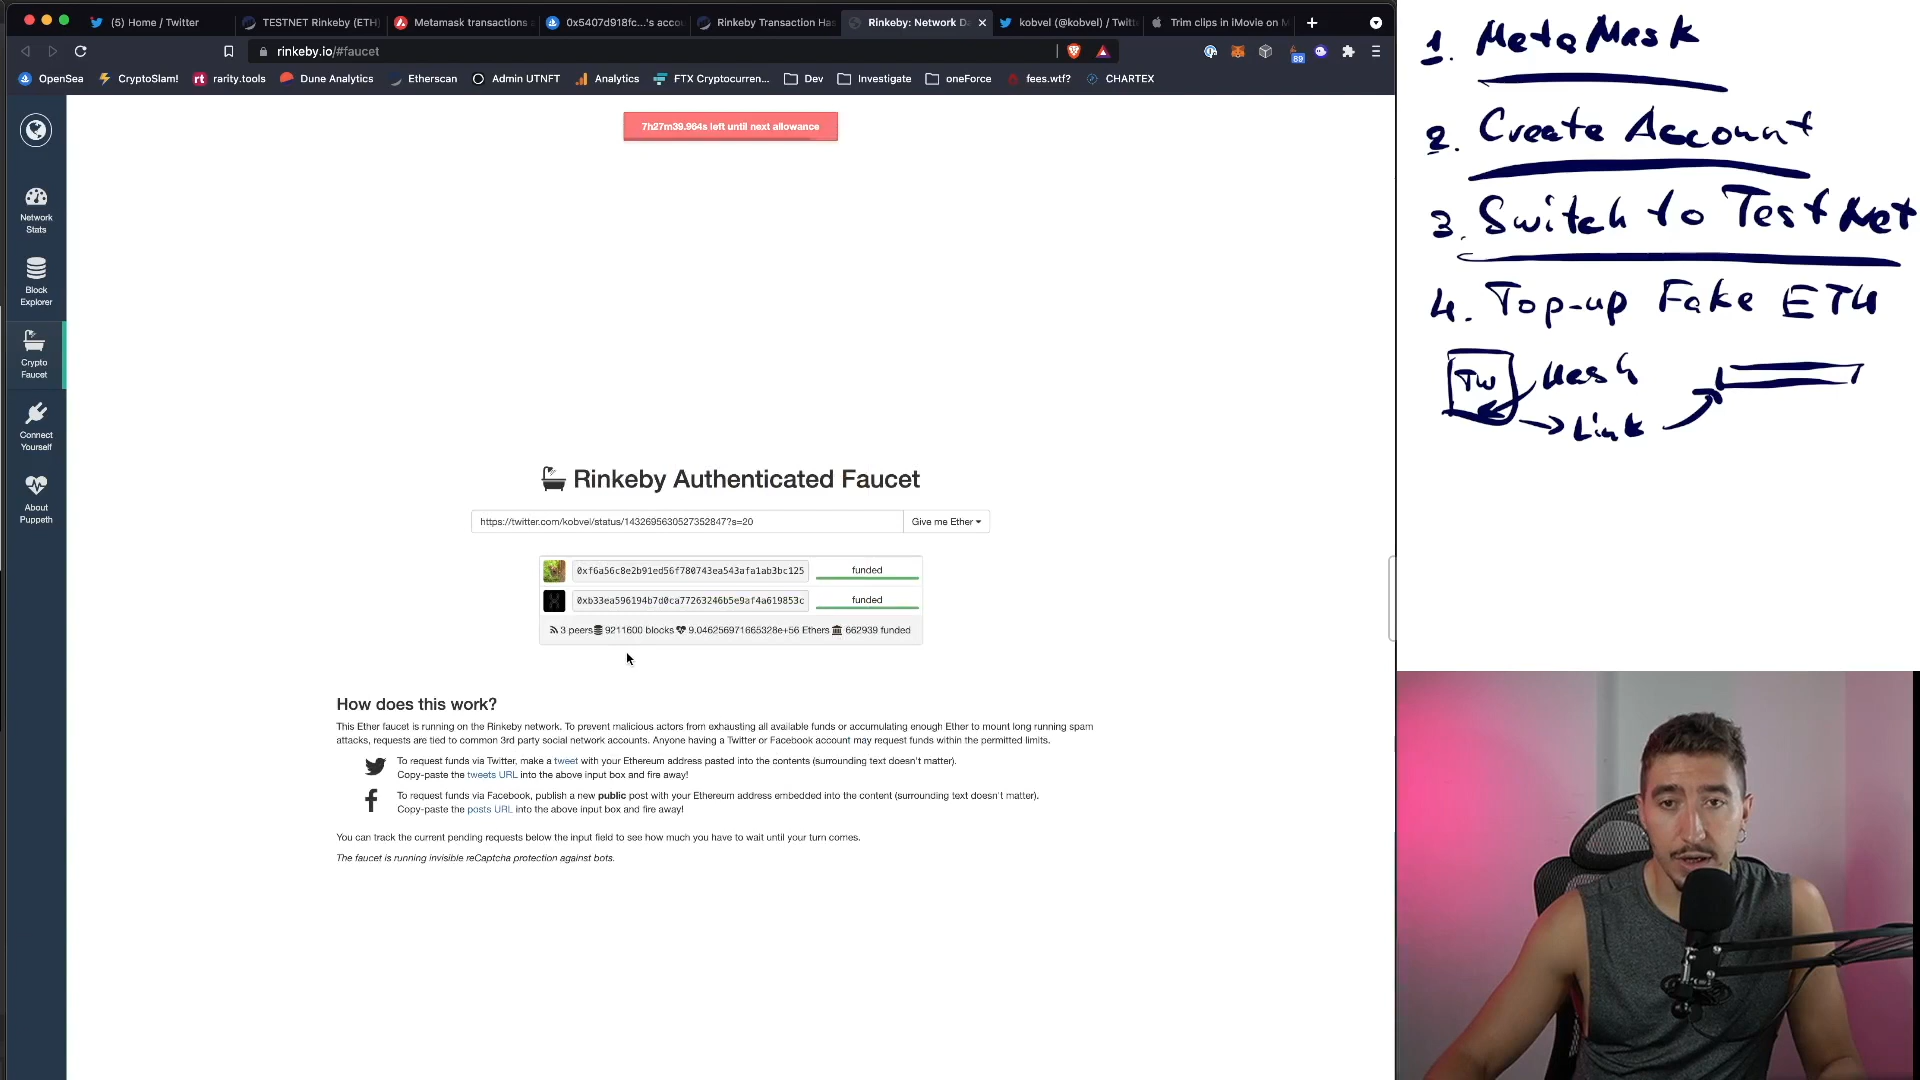 (5) Home / Twitter
TESTNET Rinkeby (ETH)
Metamask transactions
0x5407d918fc...'s accou
Rinkeby Transaction Has
Rinkeby: Network Da
kobvel (@kobvel) / Twitt
Trim clips in iMovie on M
rinkeby.io/#faucet
89
OpenSea
CryptoSlam!
rt rarity.tools
Dune Analytics
Etherscan
Admin UTNFT
Analytics
FTX Cryptocurren...
Dev
Investigate
oneForce
fees.wtf?
CHARTEX
7h27m39.964s left until next allowance
Network
Stats
Block
Explorer
Crypto
Faucet
Connect
Yourself
About
Puppeth
Rinkeby Authenticated Faucet
https://twitter.com/kobvel/status/1432695630527352847?s=20
Give me Ether
0xf6a56c8e2b91ed56f780743ea543afa1ab3bc125 funded
0xb33ea596194b7d0ca77263246b5e9af4a619853c funded
3 peers 9211600 blocks 9.046256971665328e+56 Ethers 662939 funded
How does this work?
This Ether faucet is running on the Rinkeby network. To prevent malicious actors from exhausting all available funds or accumulating enough Ether to mount long running spam
attacks, requests are tied to common 3rd party social network accounts. Anyone having a Twitter or Facebook account may request funds within the permitted limits.
To request funds via Twitter, make a tweet with your Ethereum address pasted into the contents (surrounding text doesn't matter).
Copy-paste the tweets URL into the above input box and fire away!
To request funds via Facebook, publish a new public post with your Ethereum address embedded into the content (surrounding text doesn't matter).
Copy-paste the posts URL into the above input box and fire away!
You can track the current pending requests below the input field to see how much you have to wait until your turn comes.
The faucet is running invisible reCaptcha protection against bots.
1. MetaMask
2. Create Account
3. Switch to TestNet
4. Top-up Fake ETH
TW Hash
Link